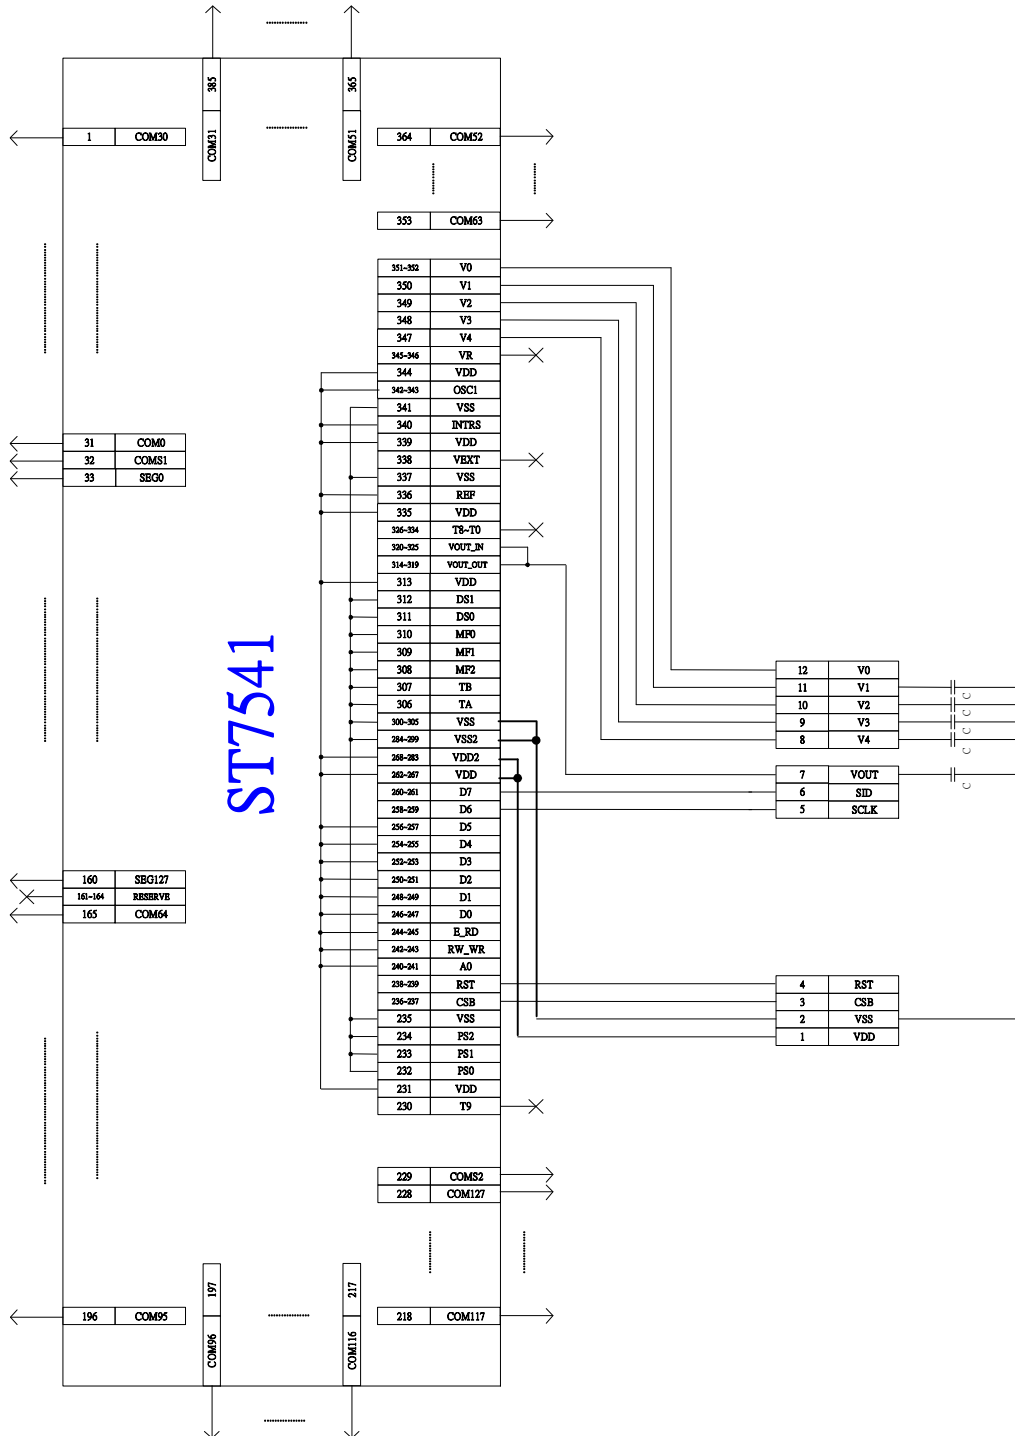 385 COM31
365 COM51
1 COM30
364 COM52
353 COM63
351~352 V0
350 V1
349 V2
348 V3
347 V4
345~346 VR
344 VDD
342~343 OSC1
341 VSS
340 INTRS
339 VDD
338 VEXT
337 VSS
336 REF
335 VDD
326~334 T8~T0
320~325 VOUT_IN
314~319 VOUT_OUT
313 VDD
312 DS1
311 DS0
310 MF0
309 MF1
308 MF2
307 TB
306 TA
300~305 VSS
284~299 VSS2
268~283 VDD2
262~267 VDD
260~261 D7
258~259 D6
256~257 D5
254~255 D4
252~253 D3
250~251 D2
248~249 D1
246~247 D0
244~245 E_RD
242~243 RW_WR
240~241 A0
238~239 RST
236~237 CSB
235 VSS
234 PS2
233 PS1
232 PS0
231 VDD
230 T9
31 COM0
32 COMS1
33 SEG0
ST7541
160 SEG127
161~164 RESERVE
165 COM64
12 V0
11 V1 C
10 V2 C
9 V3 C
8 V4 C
7 VOUT C
6 SID
5 SCLK
4 RST
3 CSB
2 VSS
1 VDD
229 COMS2
228 COM127
196 COM95
197 COM96
217 COM116
218 COM117